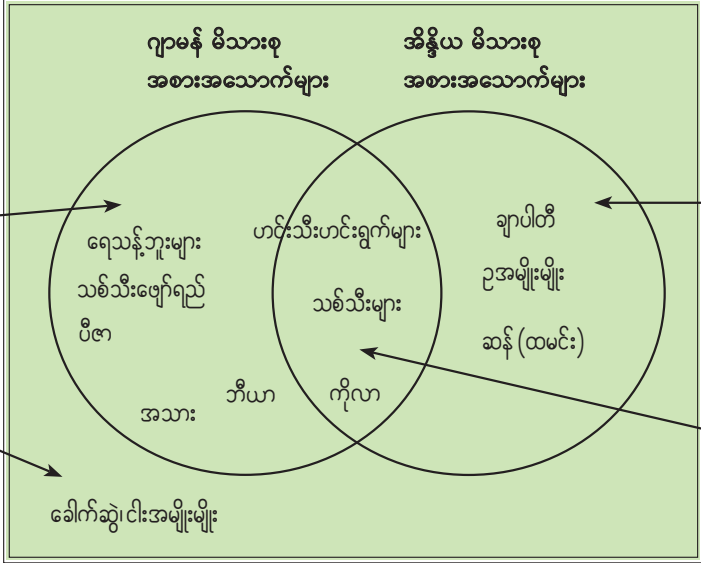 ဂျာမန် မိသားစု
အစားအသောက်များ
အိန္ဒိယ မိသားစု
အစားအသောက်များ
ရေသန့်ဘူးများ
သစ်သီးဖျော်ရည်
ပီဇာ
အသား
ဘီယာ
ဟင်းသီးဟင်းရွက်များ
သစ်သီးများ
ကိုလာ
ချာပါတီ
ဥအမျိုးမျိုး
ဆန် (ထမင်း)
ခေါက်ဆွဲ၊ ငါးအမျိုးမျိုး